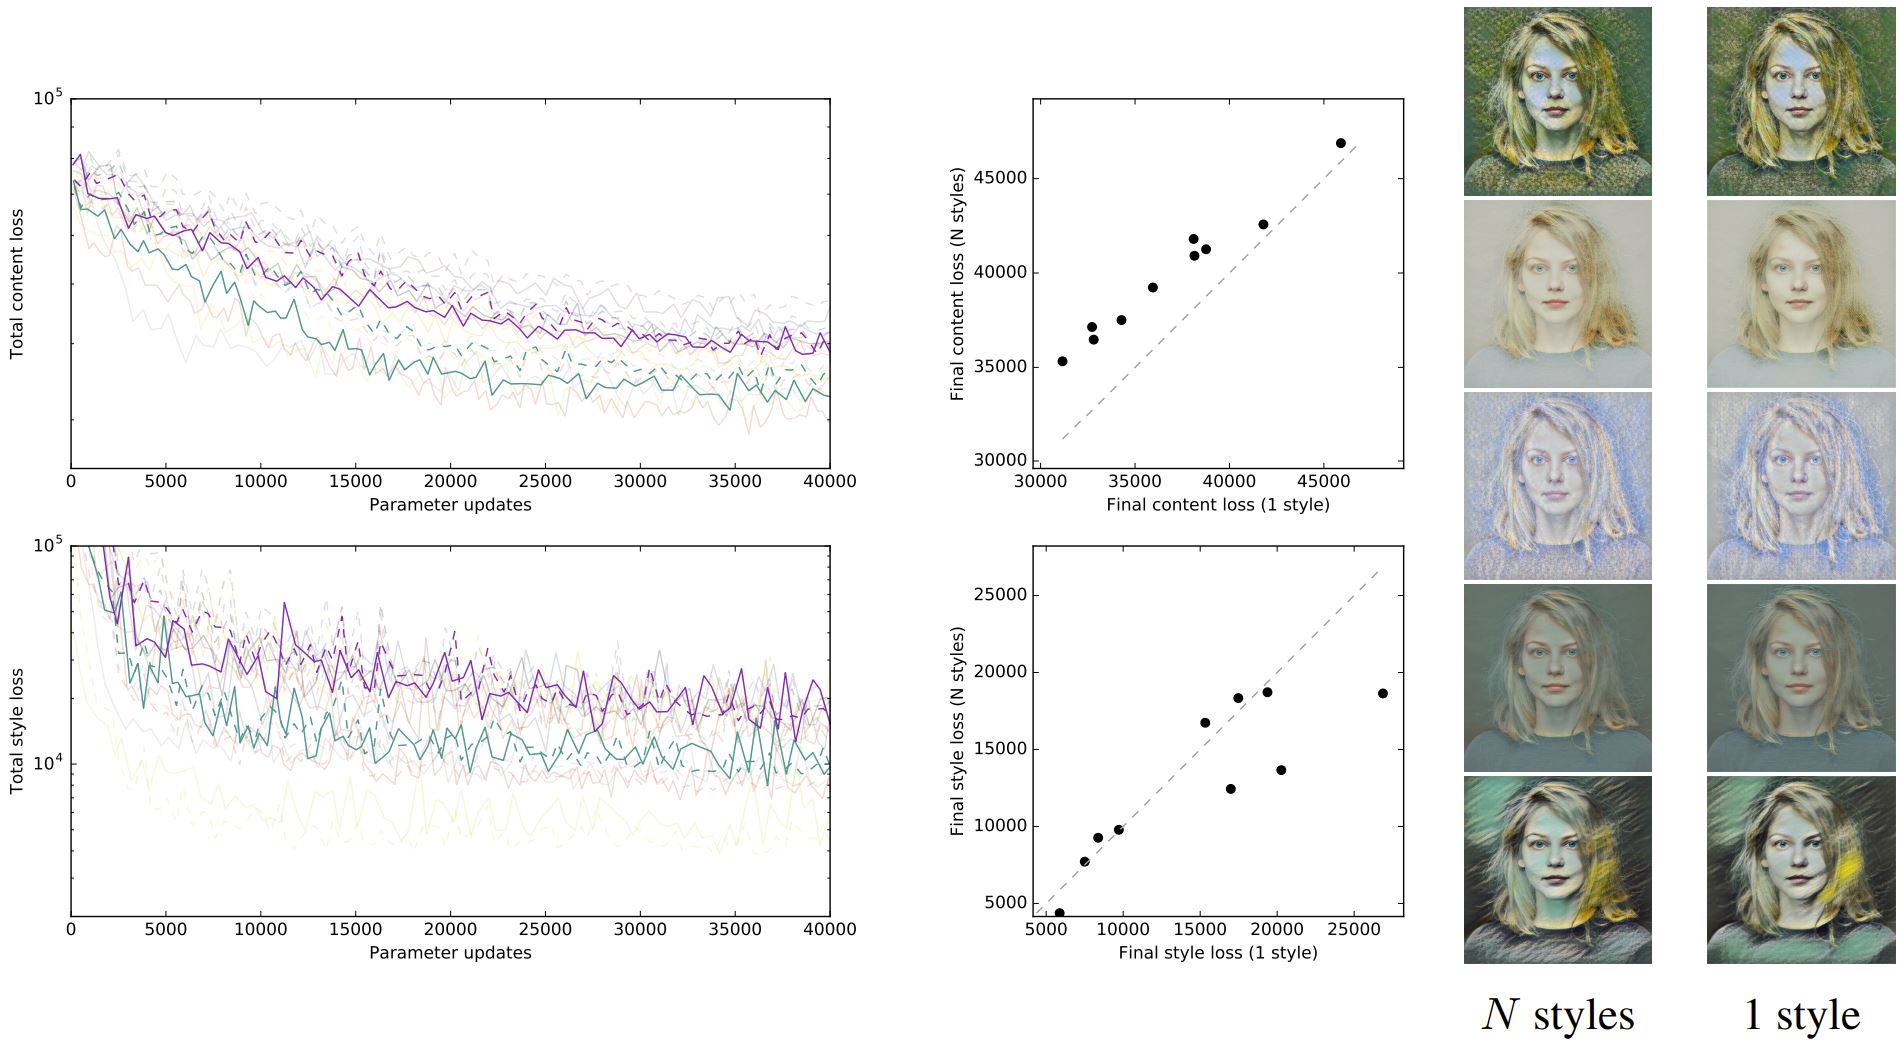 10^5
Total content loss
0 5000 10000 15000 20000 25000 30000 35000 40000
Parameter updates
45000
40000
35000
30000
Final content loss (N styles)
30000 35000 40000 45000
Final content loss (1 style)
10^5
10^4
Total style loss
0 5000 10000 15000 20000 25000 30000 35000 40000
Parameter updates
25000
20000
15000
10000
5000
Final style loss (N styles)
5000 10000 15000 20000 25000
Final style loss (1 style)
N styles
1 style